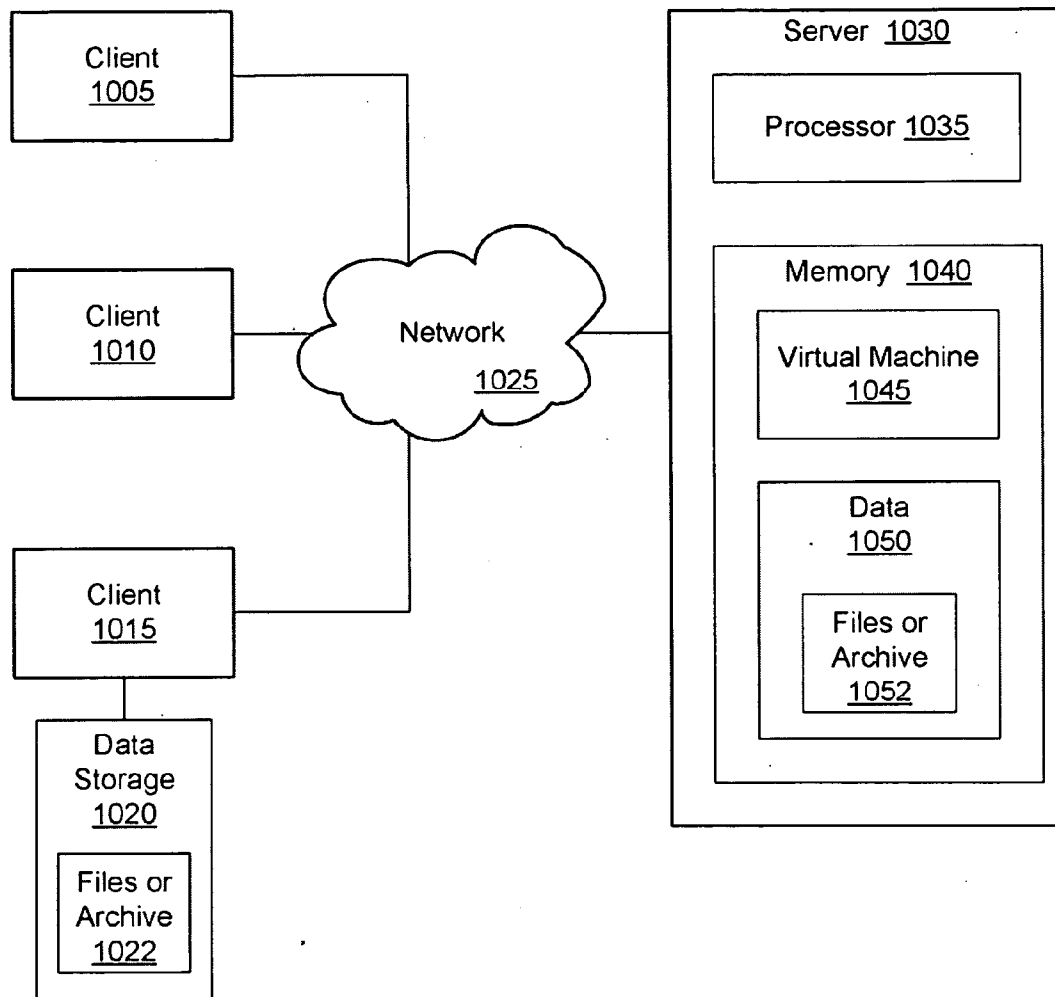 Client
1005
Client
1010
Client
1015
Data
Storage
1020
Files or
Archive
1022
Network
1025
Server 1030
Processor 1035
Memory 1040
Virtual Machine
1045
Data
1050
Files or
Archive
1052